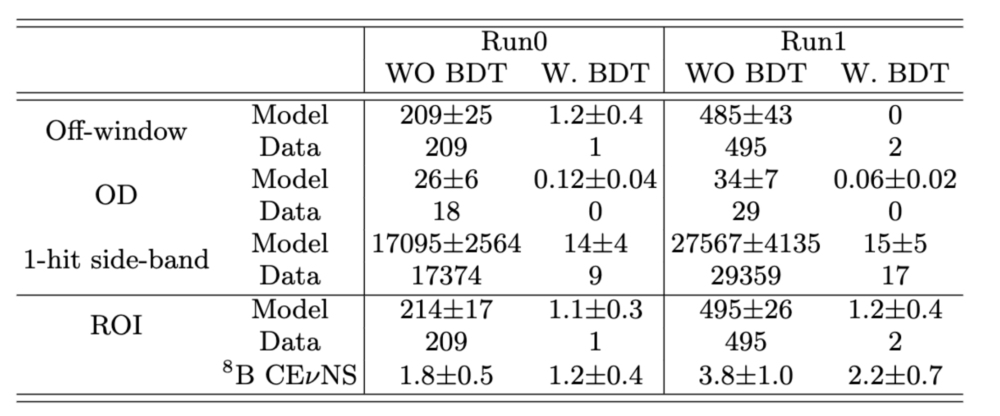 Run0 Run1
WO BDT W. BDT WO BDT W. BDT
Off-window Model 209±25 1.2±0.4 485±43 0
Data 209 1 495 2
OD Model 26±6 0.12±0.04 34±7 0.06±0.02
Data 18 0 29 0
1-hit side-band Model 17095±2564 14±4 27567±4135 15±5
Data 17374 9 29359 17
ROI Model 214±17 1.1±0.3 495±26 1.2±0.4
Data 209 1 495 2
⁸B CEνNS 1.8±0.5 1.2±0.4 3.8±1.0 2.2±0.7